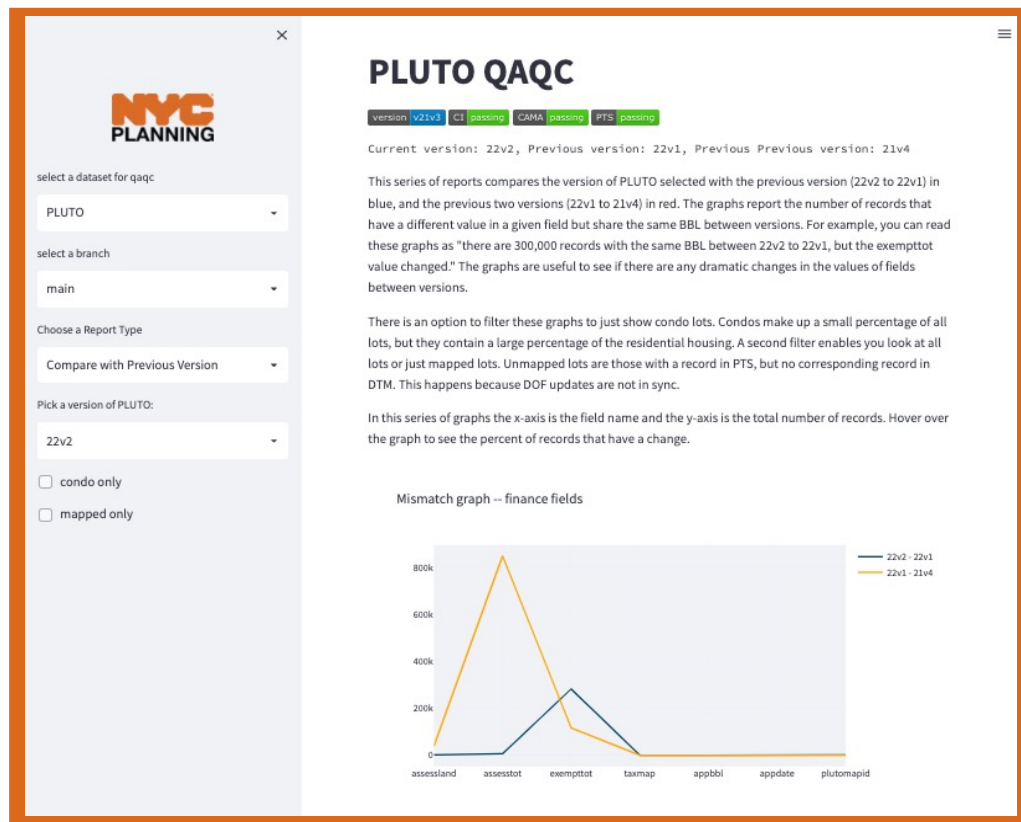 ×
NYC
PLANNING
select a dataset for qaqc
PLUTO
select a branch
main
Choose a Report Type
Compare with Previous Version
Pick a version of PLUTO:
22v2
condo only
mapped only
PLUTO QAQC
version v21v3 CI passing CAMA passing PTS passing
Current version: 22v2, Previous version: 22v1, Previous Previous version: 21v4
This series of reports compares the version of PLUTO selected with the previous version (22v2 to 22v1) in
blue, and the previous two versions (22v1 to 21v4) in red. The graphs report the number of records that
have a different value in a given field but share the same BBL between versions. For example, you can read
these graphs as "there are 300,000 records with the same BBL between 22v2 to 22v1, but the exempttot
value changed." The graphs are useful to see if there are any dramatic changes in the values of fields
between versions.
There is an option to filter these graphs to just show condo lots. Condos make up a small percentage of all
lots, but they contain a large percentage of the residential housing. A second filter enables you look at all
lots or just mapped lots. Unmapped lots are those with a record in PTS, but no corresponding record in
DTM. This happens because DOF updates are not in sync.
In this series of graphs the x-axis is the field name and the y-axis is the total number of records. Hover over
the graph to see the percent of records that have a change.
Mismatch graph -- finance fields
800k
600k
400k
200k
0
assessland assesstot exempttot taxmap appbbl appdate plutomapid
22v2 - 22v1
22v1 - 21v4